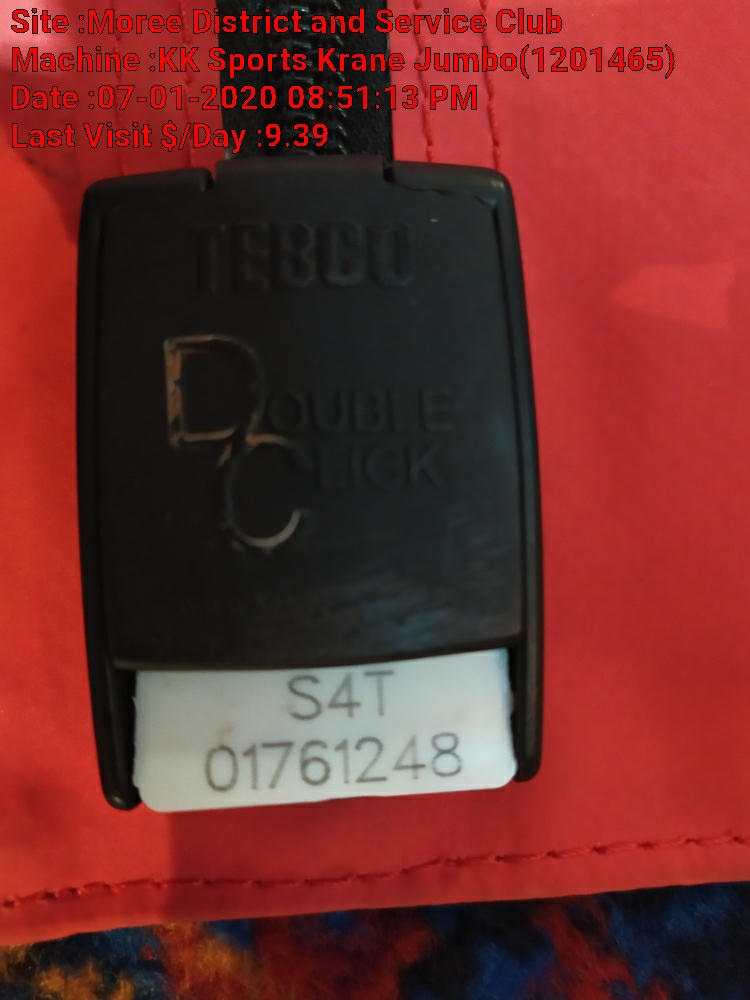 Site :Moree District and Service Club
Machine :KK Sports Krane Jumbo(1201465)
Date :07-01-2020 08:51:13 PM
Last Visit $/Day :9.39
TEBCO
DOUBLE
CLICK
S4T
01761248